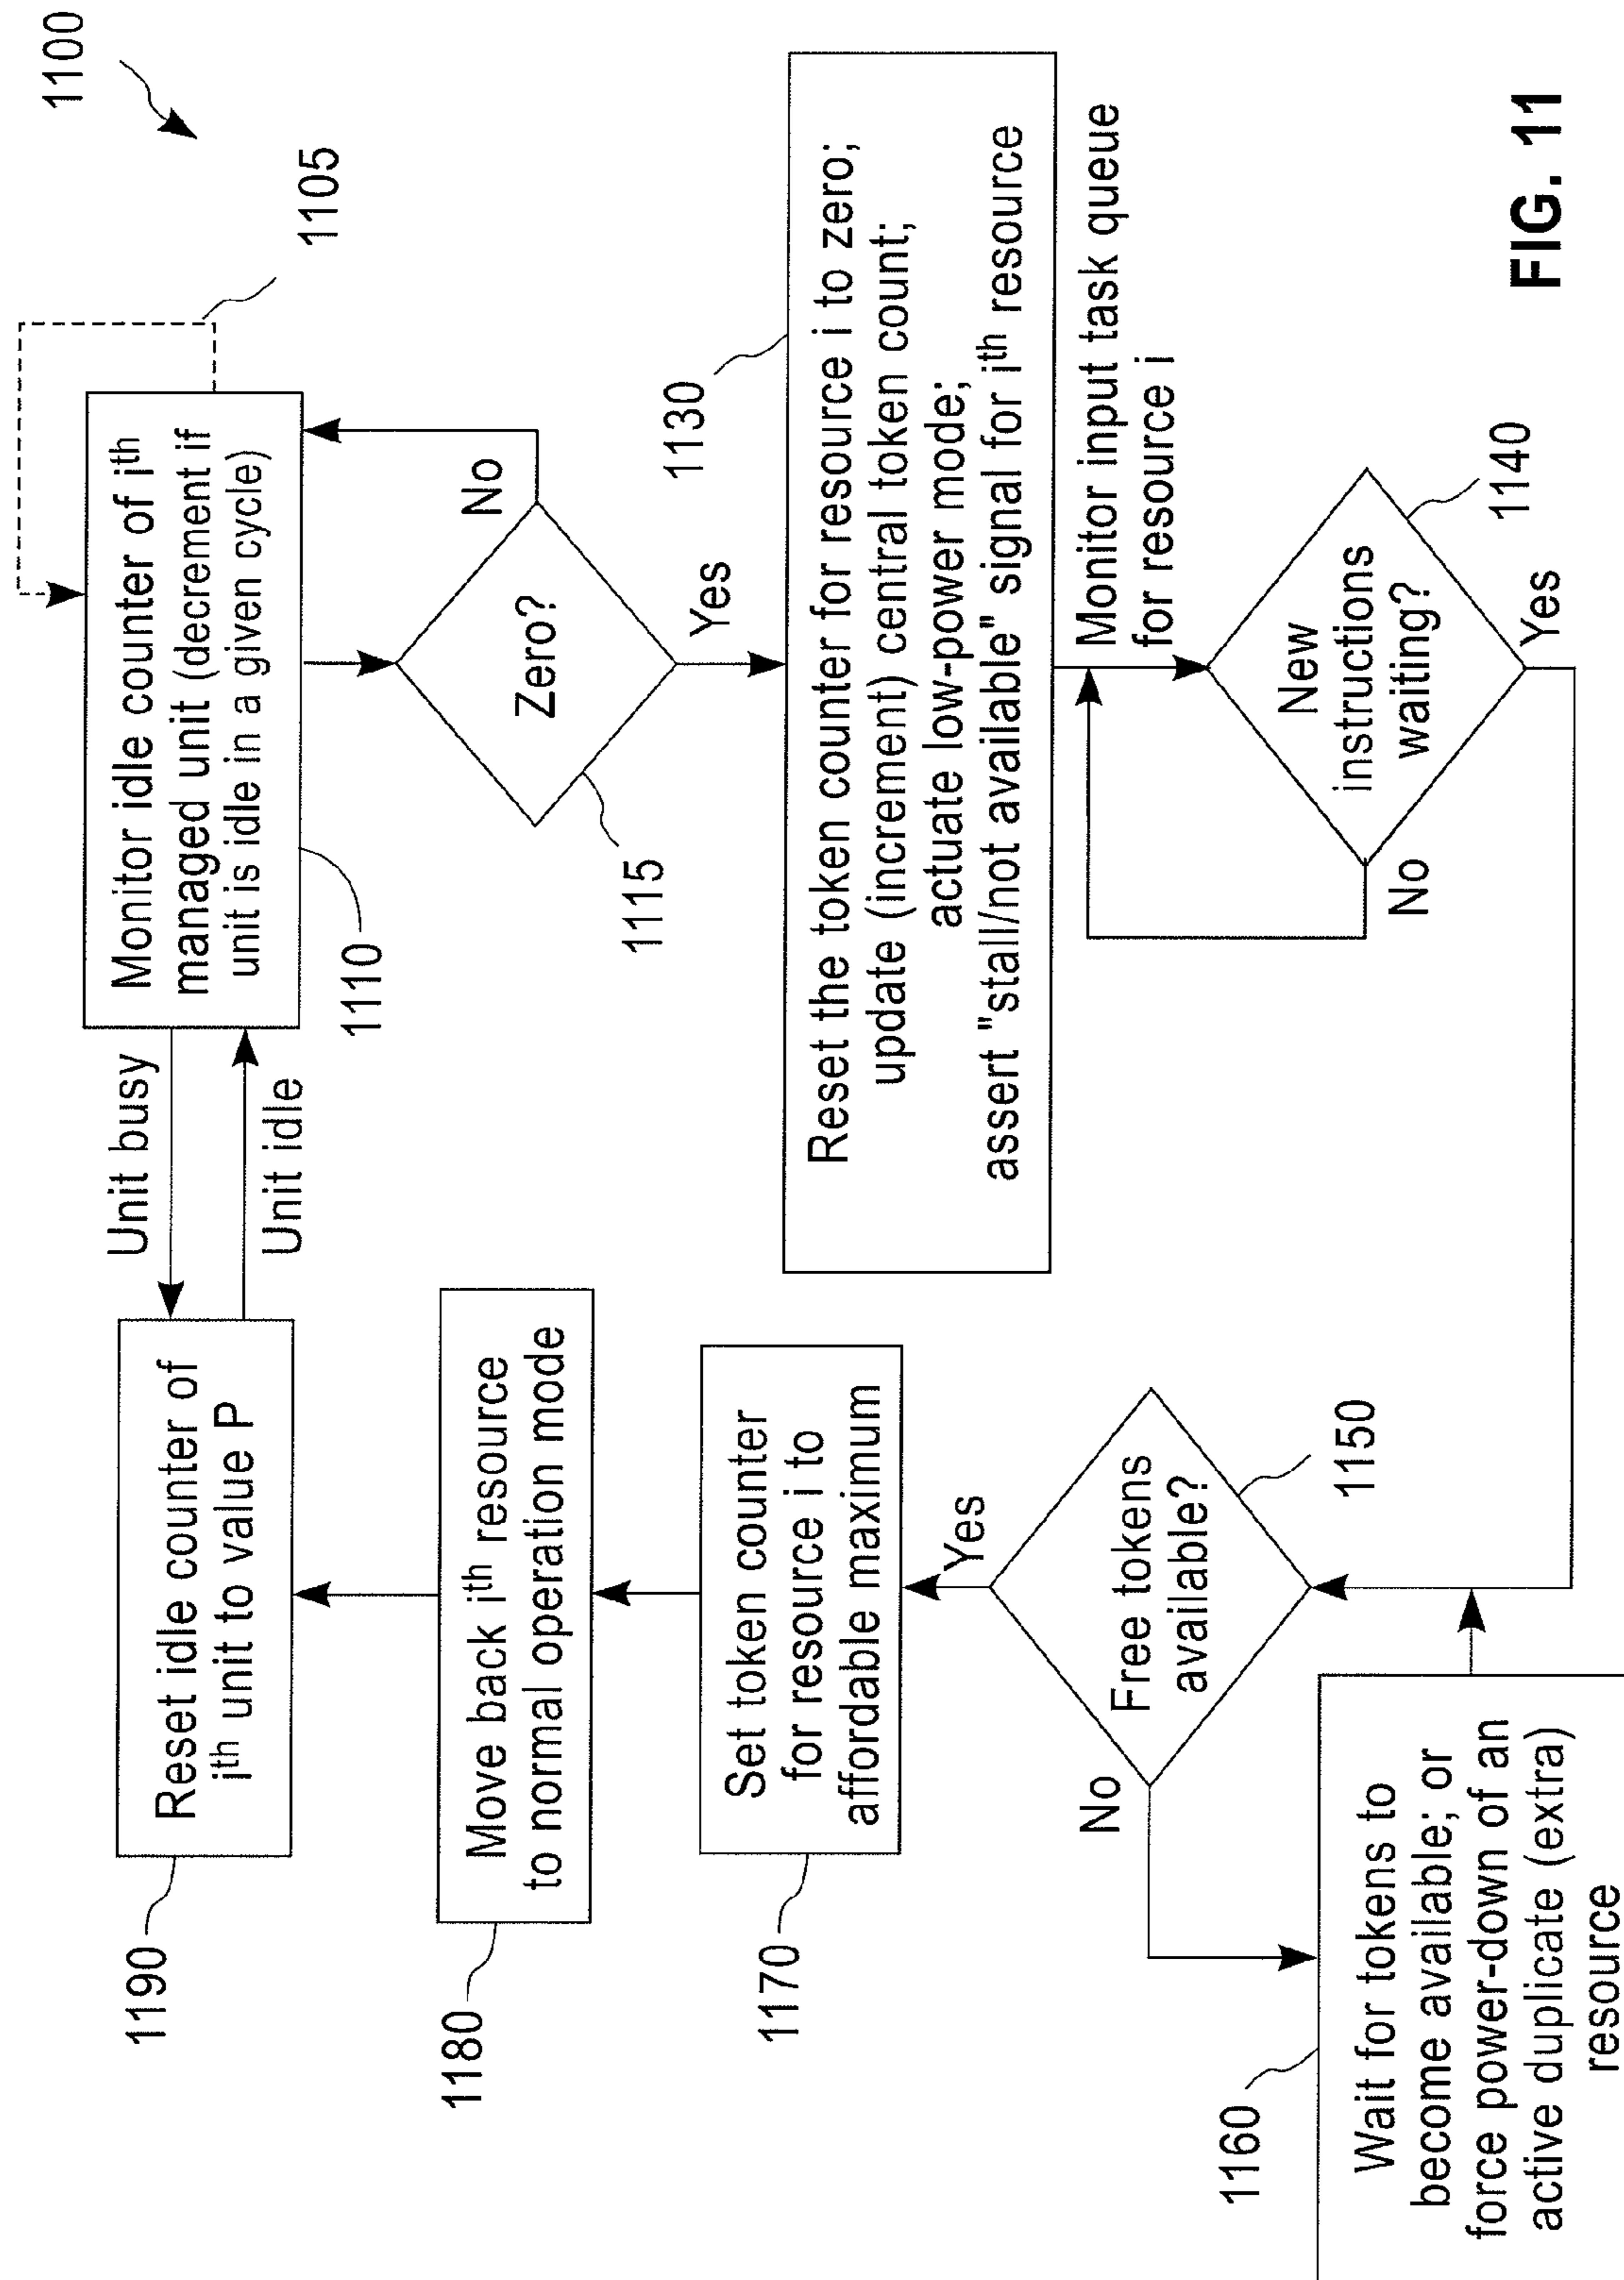 1100
1105
Monitor idle counter of ith
managed unit (decrement if
unit is idle in a given cycle)
1110
Unit busy
Unit idle
Reset idle counter of
ith unit to value P
1190
No
Zero?
1115
Yes
1130
Reset the token counter for resource i to zero;
update (increment) central token count;
actuate low-power mode;
assert "stall/not available" signal for ith resource
Monitor input task queue
for resource i
New
instructions
waiting?
1140
No
Yes
Move back ith resource
to normal operation mode
1180
Set token counter
for resource i to
affordable maximum
1170
Yes
Free tokens
available?
1150
No
Wait for tokens to
become available; or
force power-down of an
active duplicate (extra)
resource
1160
FIG. 11